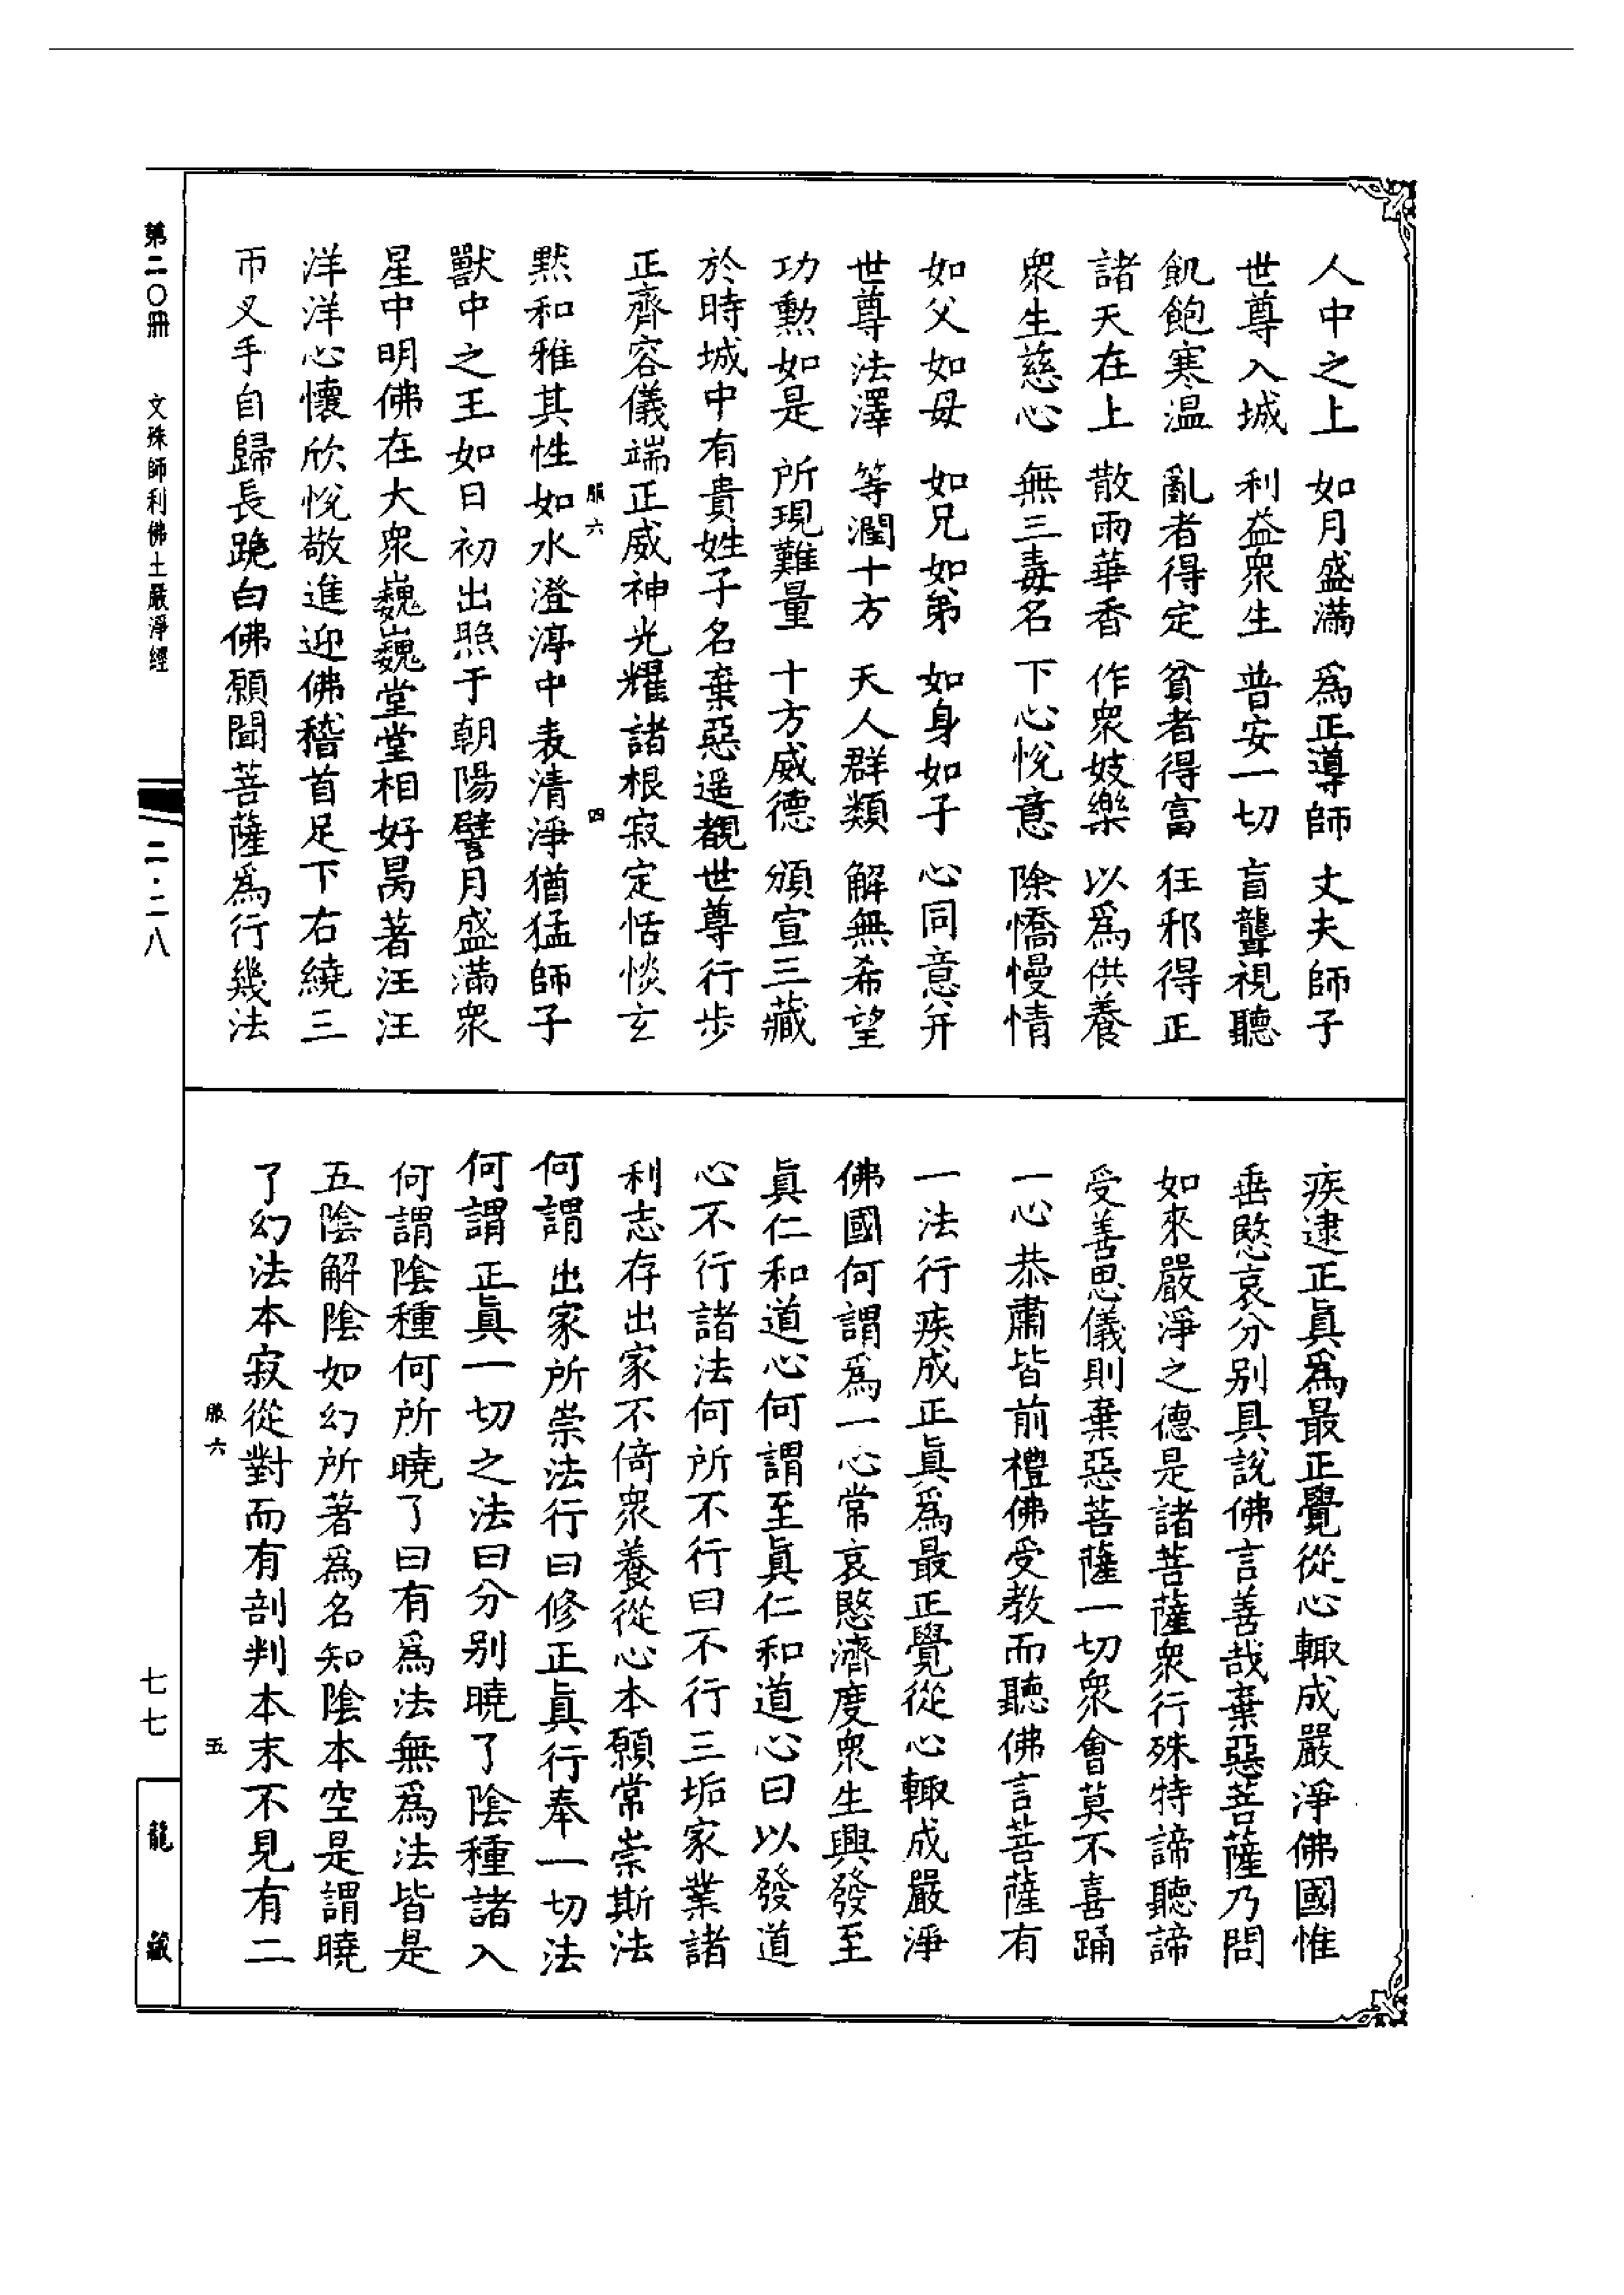 人中之上 如月盛滿 爲正導師 丈夫師子
世尊入城 利益衆生 普安一切 盲聾視聽
飢飽寒温 亂者得定 貧者得富 狂邪得正
諸天在上 散雨華香 作衆妓樂 以爲供養
衆生慈心 無三毒名 下心悅意 除憍慢情
如父如母 如兄如弟 如身如子 心同意并
世尊法澤 等潤十方 天人群類 解無希望
功勳如是 所現難量 十方威德 頒宣三藏
於時城中有貴姓子名棄惡遥覩世尊行步
正齊容儀端正威神光耀諸根寂定恬惔玄
服六 四
黙和雅其性如水澄渟中表清淨猶猛師子
獸中之王如日初出照于朝陽譬月盛滿衆
星中明佛在大衆巍巍堂堂相好昺著汪汪
洋洋心懷欣悅敬進迎佛稽首足下右繞三
帀叉手自歸長跪白佛願聞菩薩爲行幾法
疾逮正眞爲最正覺從心輙成嚴淨佛國惟
垂愍哀分别具說佛言善哉棄惡菩薩乃問
如來嚴淨之德是諸菩薩衆行殊特諦聽諦
受善思儀則棄惡菩薩一切衆會莫不喜踊
一心恭肅皆前禮佛受教而聽佛言菩薩有
一法行疾成正眞爲最正覺從心輙成嚴淨
佛國何謂爲一心常哀愍濟度衆生興發至
眞仁和道心何謂至眞仁和道心曰以發道
心不行諸法何所不行曰不行三垢家業諸
利志存出家不倚衆養從心本願常崇斯法
何謂出家所崇法行曰修正眞行奉一切法
何謂正眞一切之法曰分别曉了陰種諸入
何謂陰種何所曉了曰有爲法無爲法皆是
五陰解陰如幻所著爲名知陰本空是謂曉
了幻法本寂從對而有剖判本末不見有二
服六 五
第二〇册 文殊師利佛土嚴淨經 二·二八 七七 龍藏